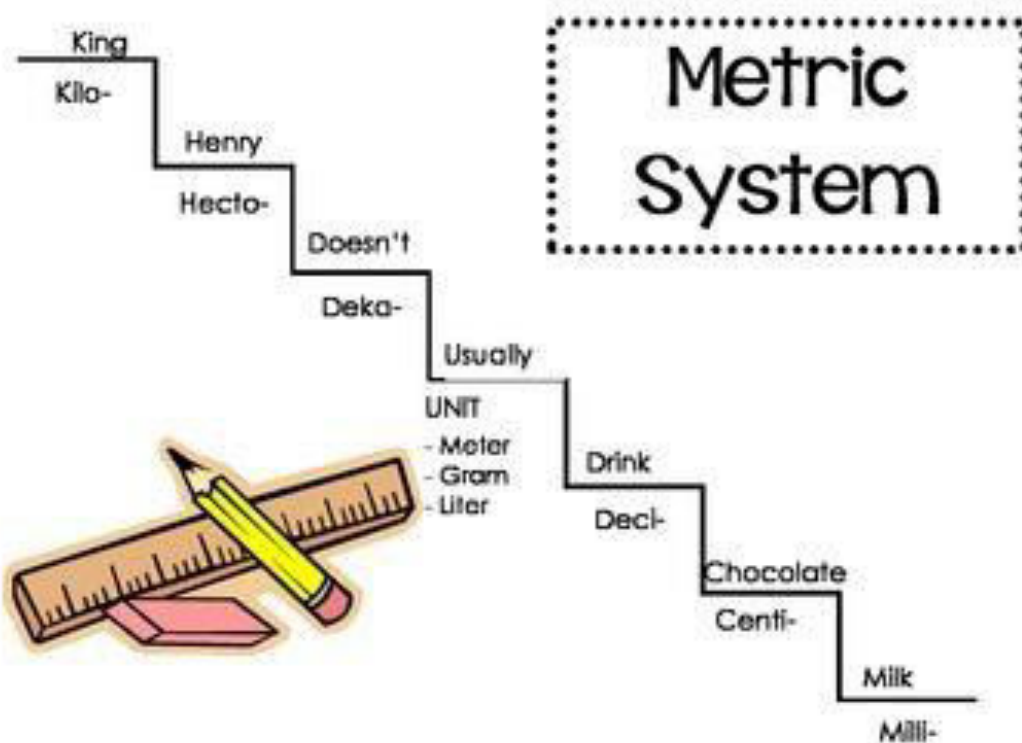 King
Kilo-
Metric
System
Henry
Hecto-
Doesn't
Deka-
Usually
UNIT
- Meter
- Gram
- Liter
Drink
Deci-
Chocolate
Centi-
Milk
Milli-